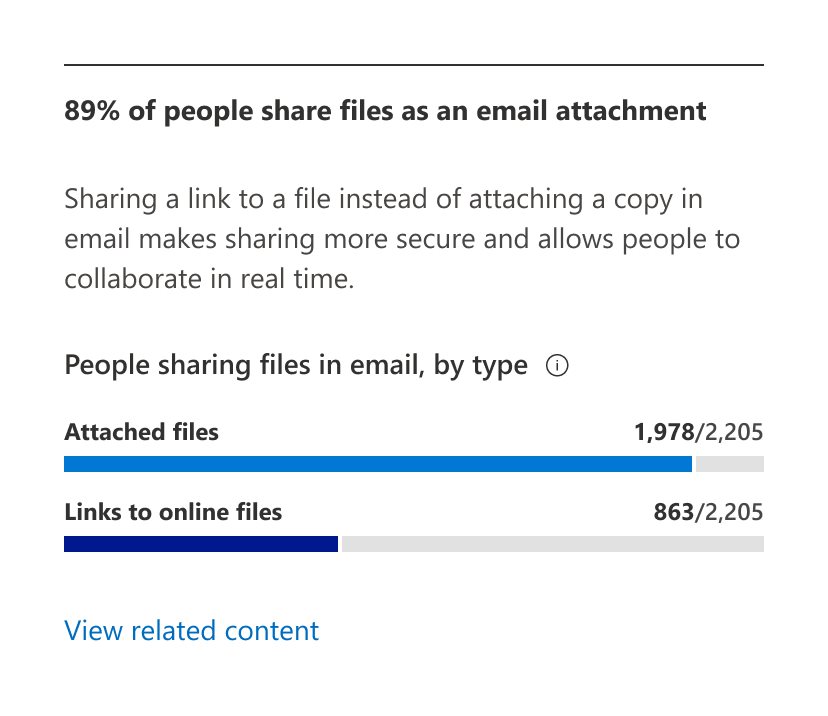 89% of people share files as an email attachment
Sharing a link to a file instead of attaching a copy in
email makes sharing more secure and allows people to
collaborate in real time.
People sharing files in email, by type
Attached files 1,978/2,205
Links to online files 863/2,205
View related content